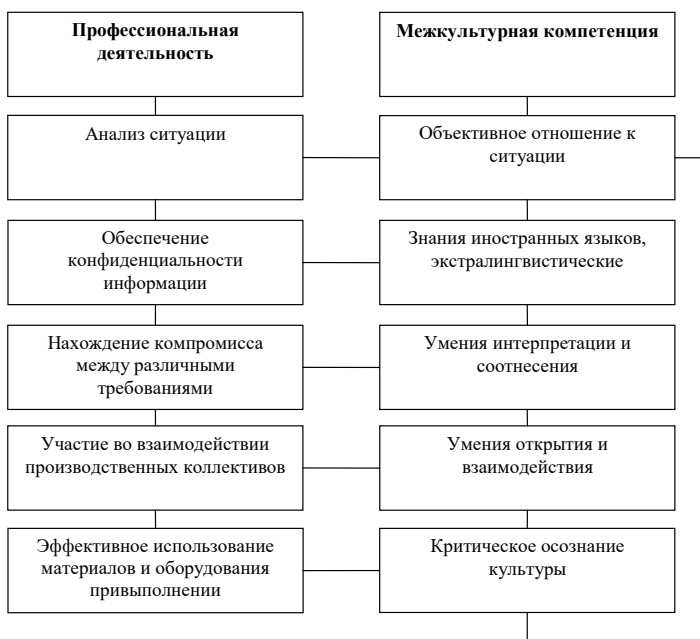 Профессиональная
деятельность
Межкультурная компетенция
Анализ ситуации
Объективное отношение к
ситуации
Обеспечение
конфиденциальности
информации
Знания иностранных языков,
экстралингвистические
Нахождение компромисса
между различными
требованиями
Умения интерпретации и
соотнесения
Участие во взаимодействии
производственных коллективов
Умения открытия и
взаимодействия
Эффективное использование
материалов и оборудования
привыполнении
Критическое осознание
культуры